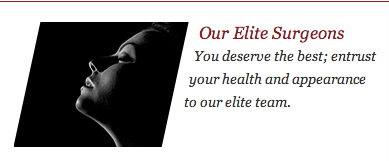 Our Elite Surgeons
You deserve the best; entrust
your health and appearance
to our elite team.